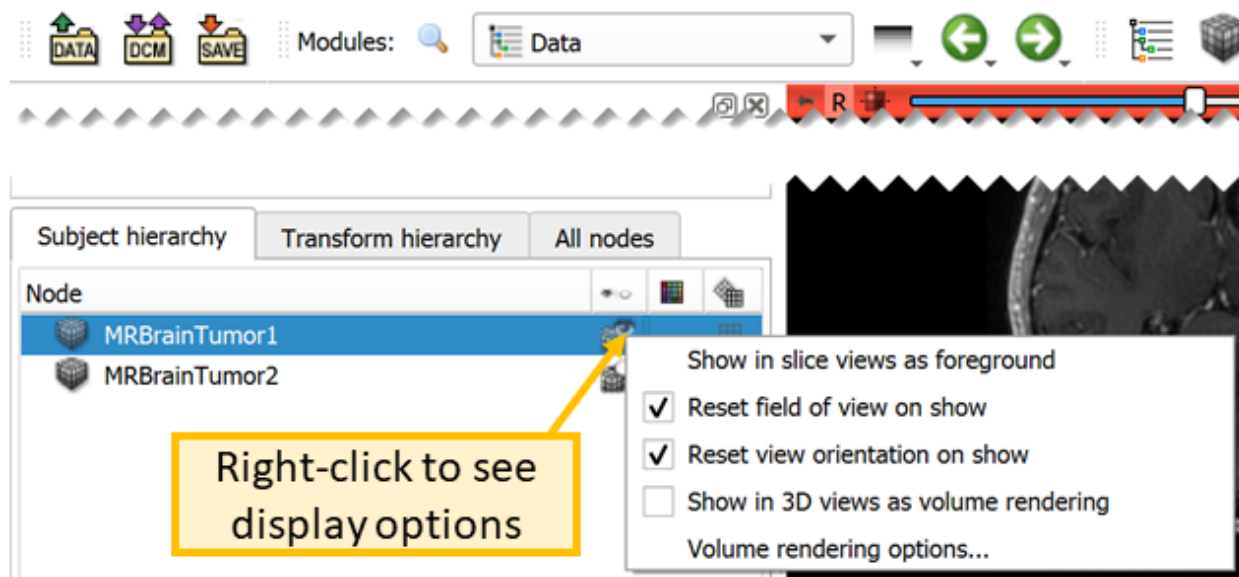 DATA DCM SAVE Modules: Data
R
Subject hierarchy Transform hierarchy All nodes
Node
MRBrainTumor1
MRBrainTumor2
Show in slice views as foreground
Reset field of view on show
Reset view orientation on show
Show in 3D views as volume rendering
Volume rendering options...
Right-click to see
display options